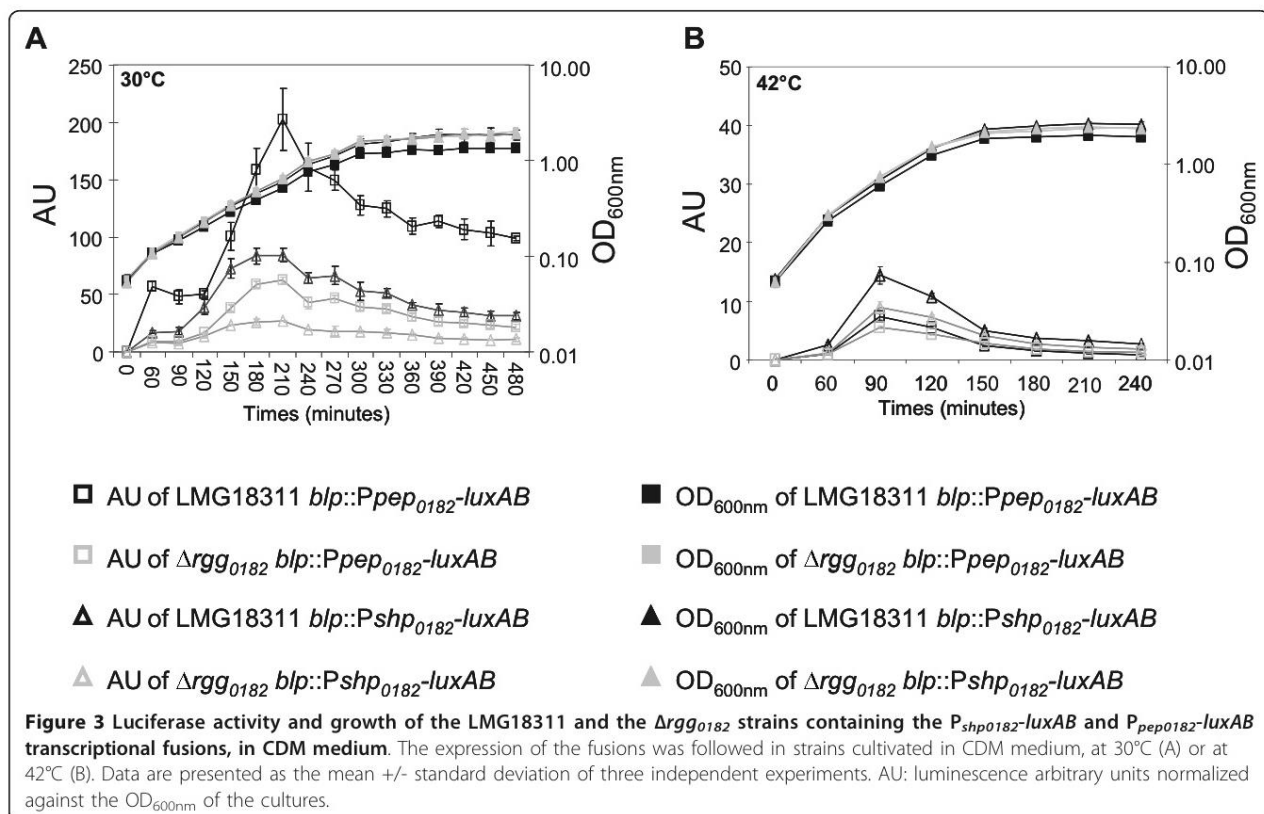 A
B
250
200
150
100
50
0
AU
30°C
10.00
1.00
0.10
0.01
OD600nm
0 60 90 120 150 180 210 240 270 300 330 360 390 420 450 480
Times (minutes)
50
40
30
20
10
0
AU
42°C
10.00
1.00
0.10
0.01
OD600nm
0 60 90 120 150 180 210 240
Times (minutes)
AU of LMG18311 blp::Ppep0182-luxAB
OD600nm of LMG18311 blp::Ppep0182-luxAB
AU of Δrgg0182 blp::Ppep0182-luxAB
OD600nm of Δrgg0182 blp::Ppep0182-luxAB
AU of LMG18311 blp::Pshp0182-luxAB
OD600nm of LMG18311 blp::Pshp0182-luxAB
AU of Δrgg0182 blp::Pshp0182-luxAB
OD600nm of Δrgg0182 blp::Pshp0182-luxAB
Figure 3 Luciferase activity and growth of the LMG18311 and the Δrgg0182 strains containing the Pshp0182-luxAB and Ppep0182-luxAB
transcriptional fusions, in CDM medium. The expression of the fusions was followed in strains cultivated in CDM medium, at 30°C (A) or at
42°C (B). Data are presented as the mean +/- standard deviation of three independent experiments. AU: luminescence arbitrary units normalized
against the OD600nm of the cultures.